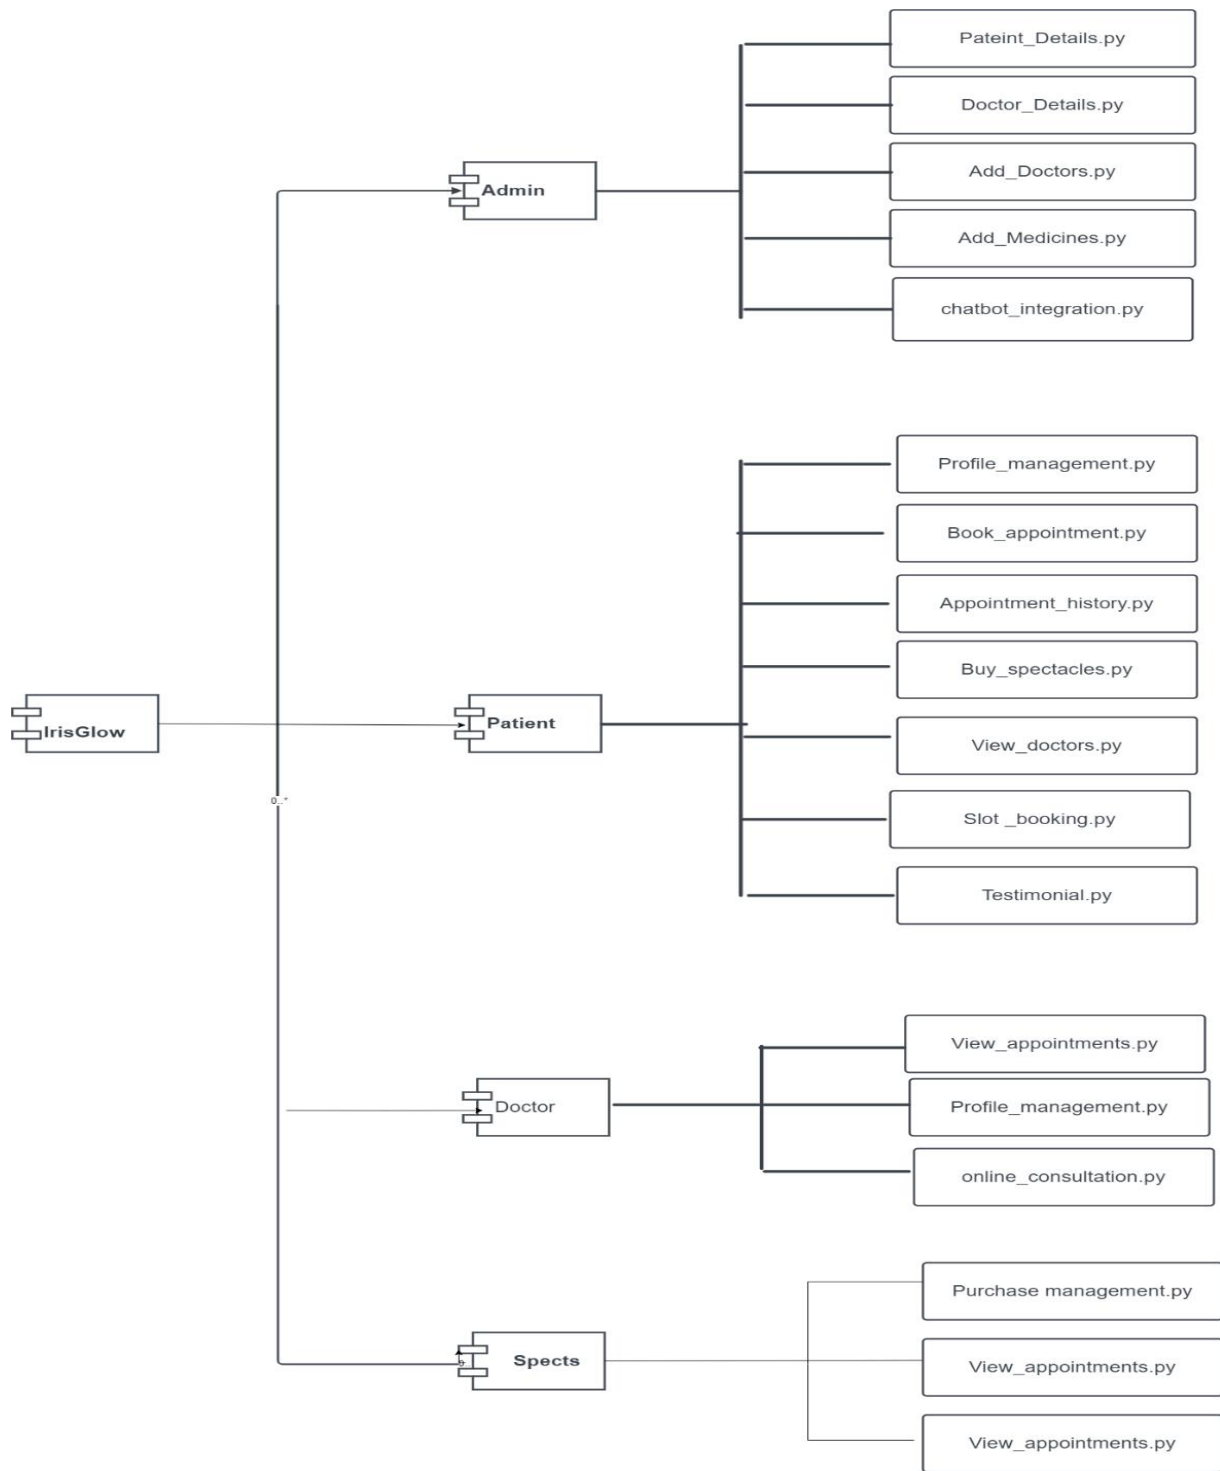 Pateint_Details.py
Doctor_Details.py
Add_Doctors.py
Admin
Add_Medicines.py
chatbot_integration.py
Profile_management.py
Book_appointment.py
Appointment_history.py
Buy_spectacles.py
IrisGlow
Patient
View_doctors.py
0..*
Slot _booking.py
Testimonial.py
View_appointments.py
Doctor
Profile_management.py
online_consultation.py
Purchase management.py
Spects
View_appointments.py
View_appointments.py